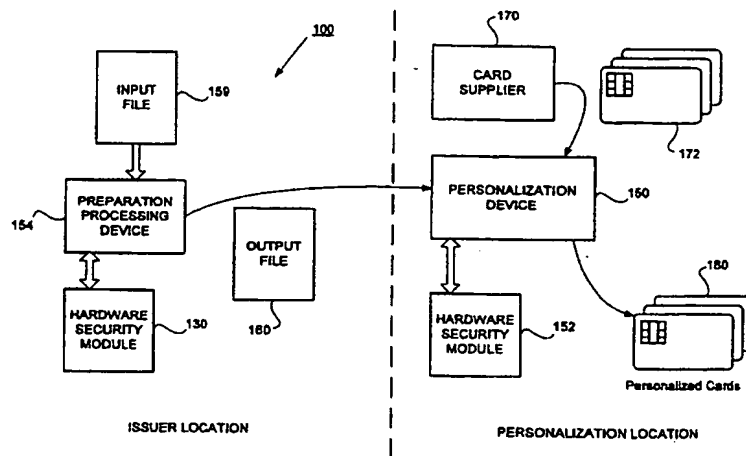 100
INPUT
FILE
159
PREPARATION
PROCESSING
DEVICE
154
OUTPUT
FILE
160
HARDWARE
SECURITY
MODULE
130
ISSUER LOCATION
170
CARD
SUPPLIER
172
PERSONALIZATION
DEVICE
150
HARDWARE
SECURITY
MODULE
152
180
Personalized Cards
PERSONALIZATION LOCATION